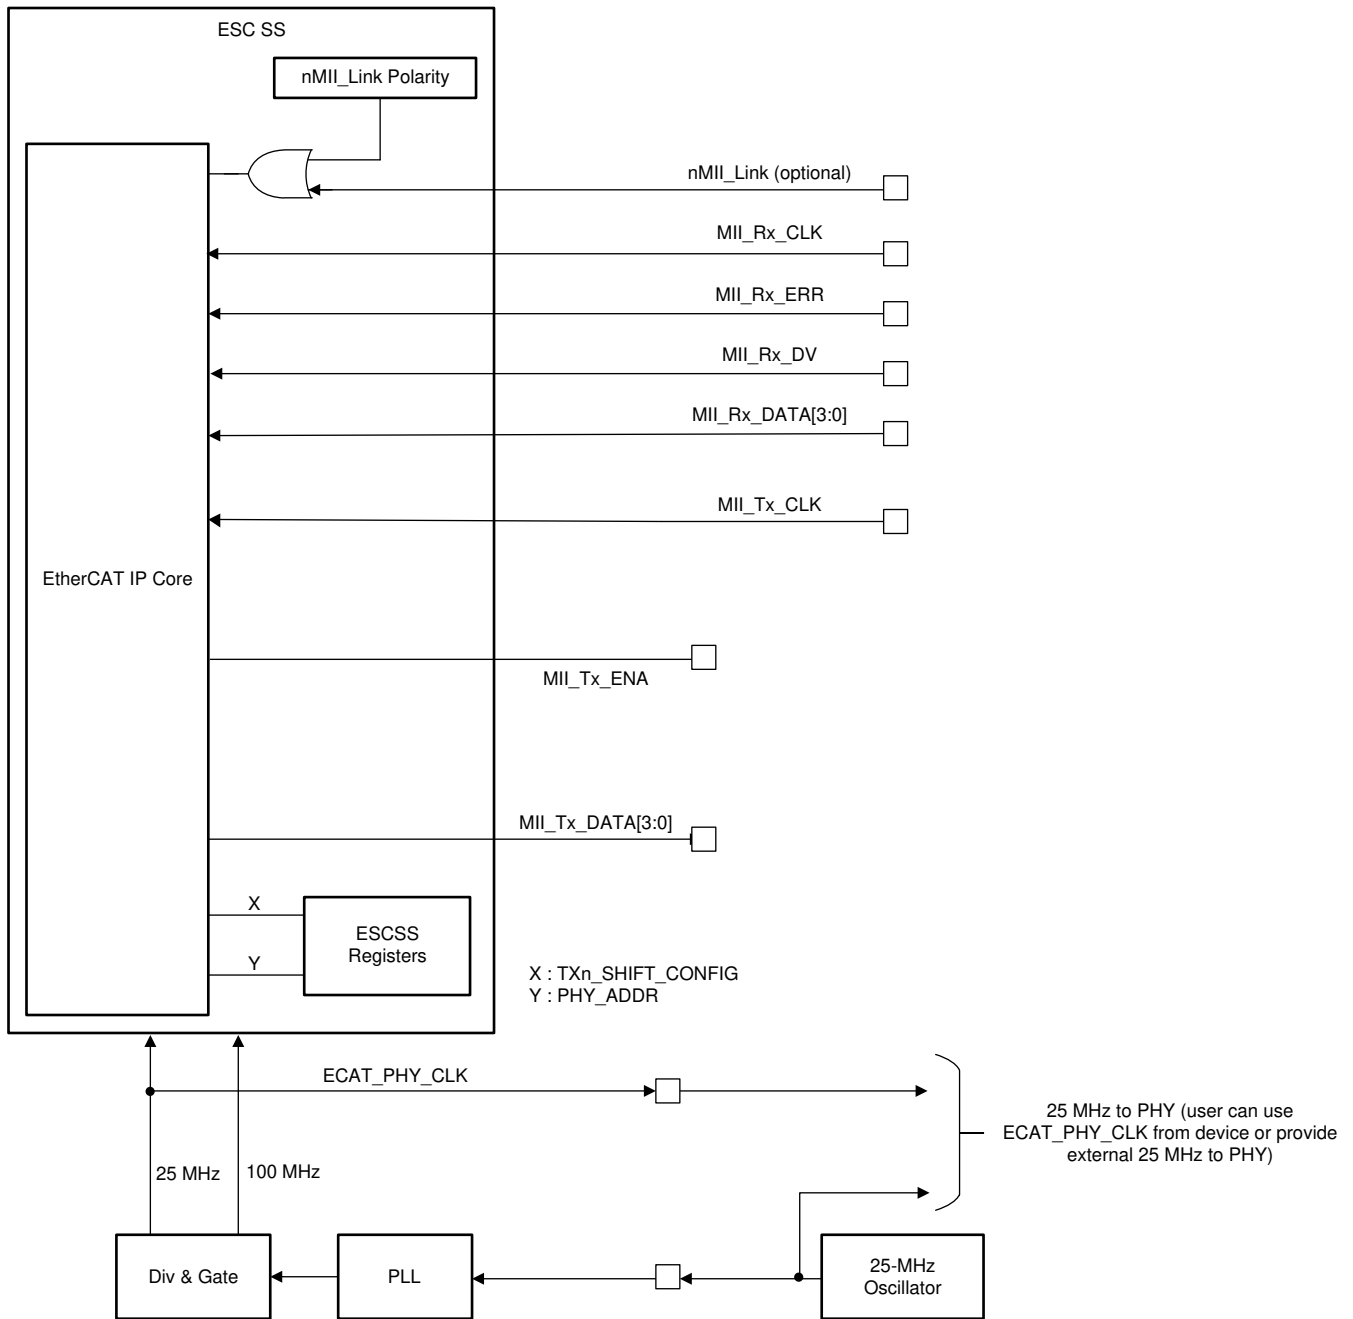 ESC SS
nMII_Link Polarity
nMII_Link (optional)
MII_Rx_CLK
MII_Rx_ERR
MII_Rx_DV
MII_Rx_DATA[3:0]
MII_Tx_CLK
EtherCAT IP Core
MII_Tx_ENA
MII_Tx_DATA[3:0]
X
Y
ESCSS
Registers
X : TXn_SHIFT_CONFIG
Y : PHY_ADDR
ECAT_PHY_CLK
25 MHz to PHY (user can use
ECAT_PHY_CLK from device or provide
external 25 MHz to PHY)
25 MHz
100 MHz
Div & Gate
PLL
25-MHz
Oscillator